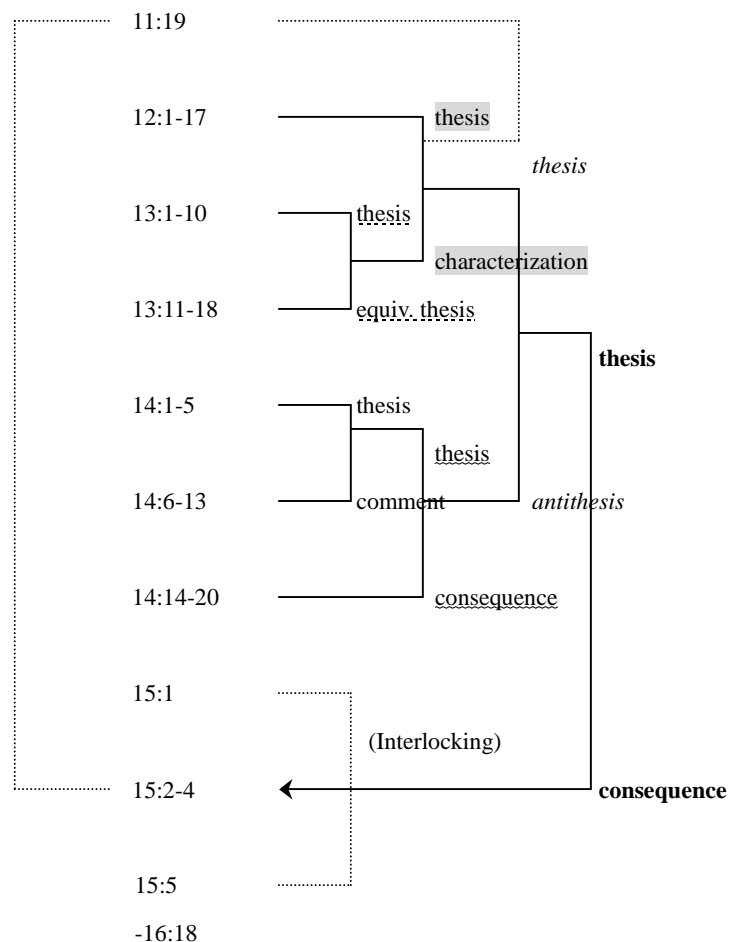 11:19
12:1-17 thesis
thesis
13:1-10 thesis
characterization
13:11-18 equiv. thesis
thesis
14:1-5 thesis
thesis
14:6-13 comment antithesis
14:14-20 consequence
15:1
(Interlocking)
15:2-4 consequence
15:5
-16:18